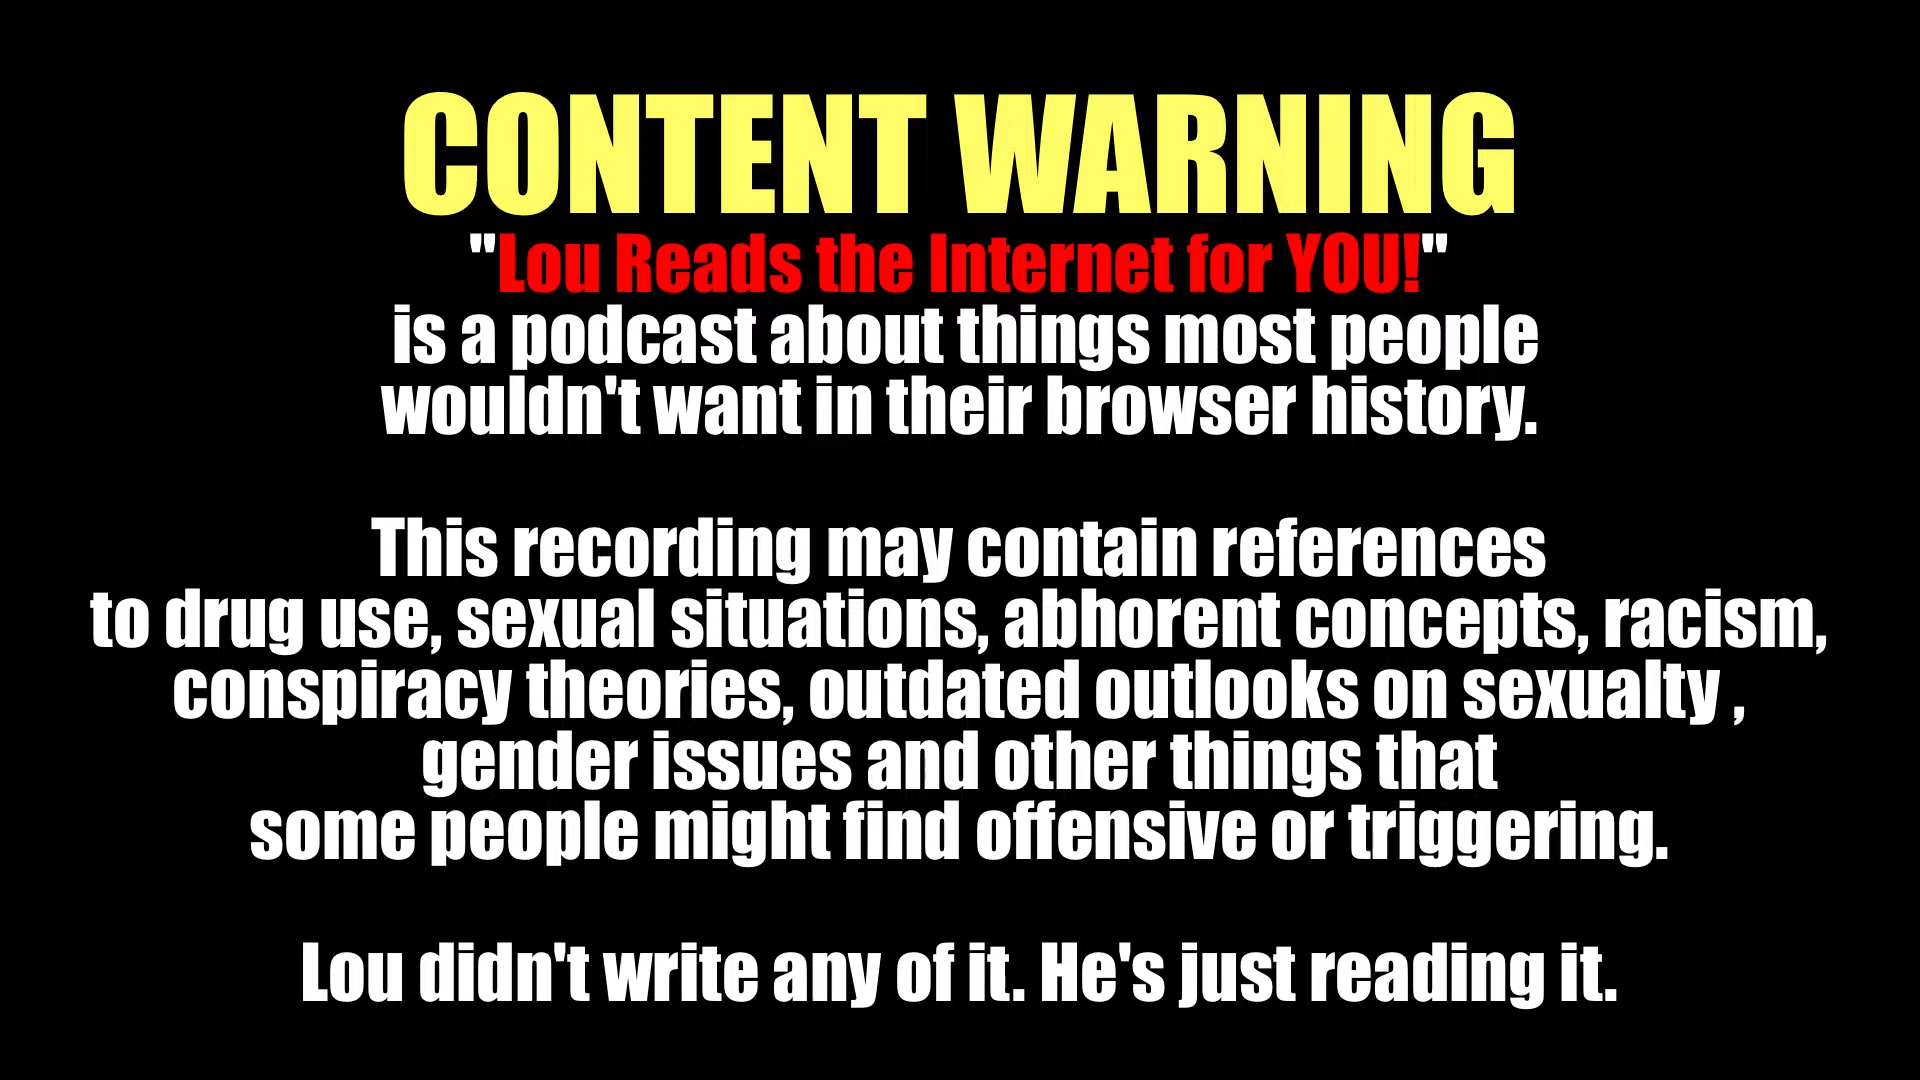 CONTENT WARNING
"Lou Reads the Internet for YOU!"
is a podcast about things most people
wouldn't want in their browser history.
This recording may contain references
to drug use, sexual situations, abhorent concepts, racism,
conspiracy theories, outdated outlooks on sexualty ,
gender issues and other things that
some people might find offensive or triggering.
Lou didn't write any of it. He's just reading it.